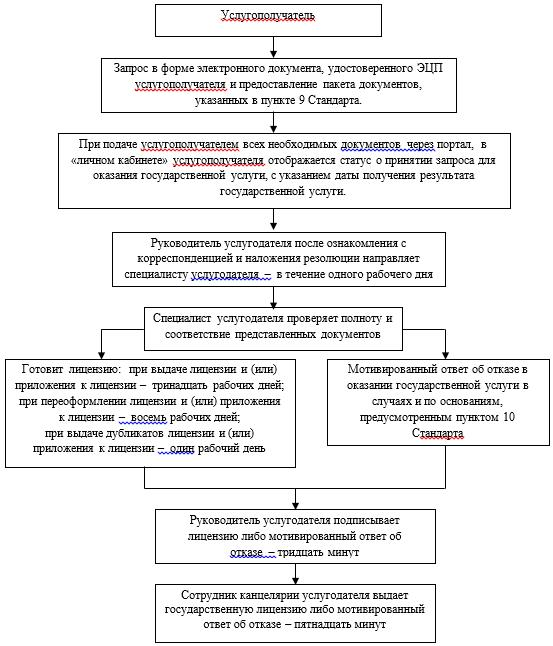 Услугополучатель
Запрос в форме электронного документа, удостоверенного ЭЦП
услугополучателя и предоставление пакета документов,
указанных в пункте 9 Стандарта.
При подаче услугополучателем всех необходимых документов через портал, в
«личном кабинете» услугополучателя отображается статус о принятии запроса для
оказания государственной услуги, с указанием даты получения результата
государственной услуги.
Руководитель услугодателя после ознакомления с
корреспонденцией и наложения резолюции направляет
специалисту услугодателя – в течение одного рабочего дня
Специалист услугодателя проверяет полноту и
соответствие представленных документов
Готовит лицензию: при выдаче лицензии и (или)
приложения к лицензии – тринадцать рабочих дней;
при переоформлении лицензии и (или) приложения
к лицензии – восемь рабочих дней;
при выдаче дубликатов лицензии и (или)
приложения к лицензии – один рабочий день
Мотивированный ответ об отказе в
оказании государственной услуги в
случаях и по основаниям,
предусмотренным пунктом 10
Стандарта
Руководитель услугодателя подписывает
лицензию либо мотивированный ответ об
отказе – тридцать минут
Сотрудник канцелярии услугодателя выдает
государственную лицензию либо мотивированный
ответ об отказе – пятнадцать минут